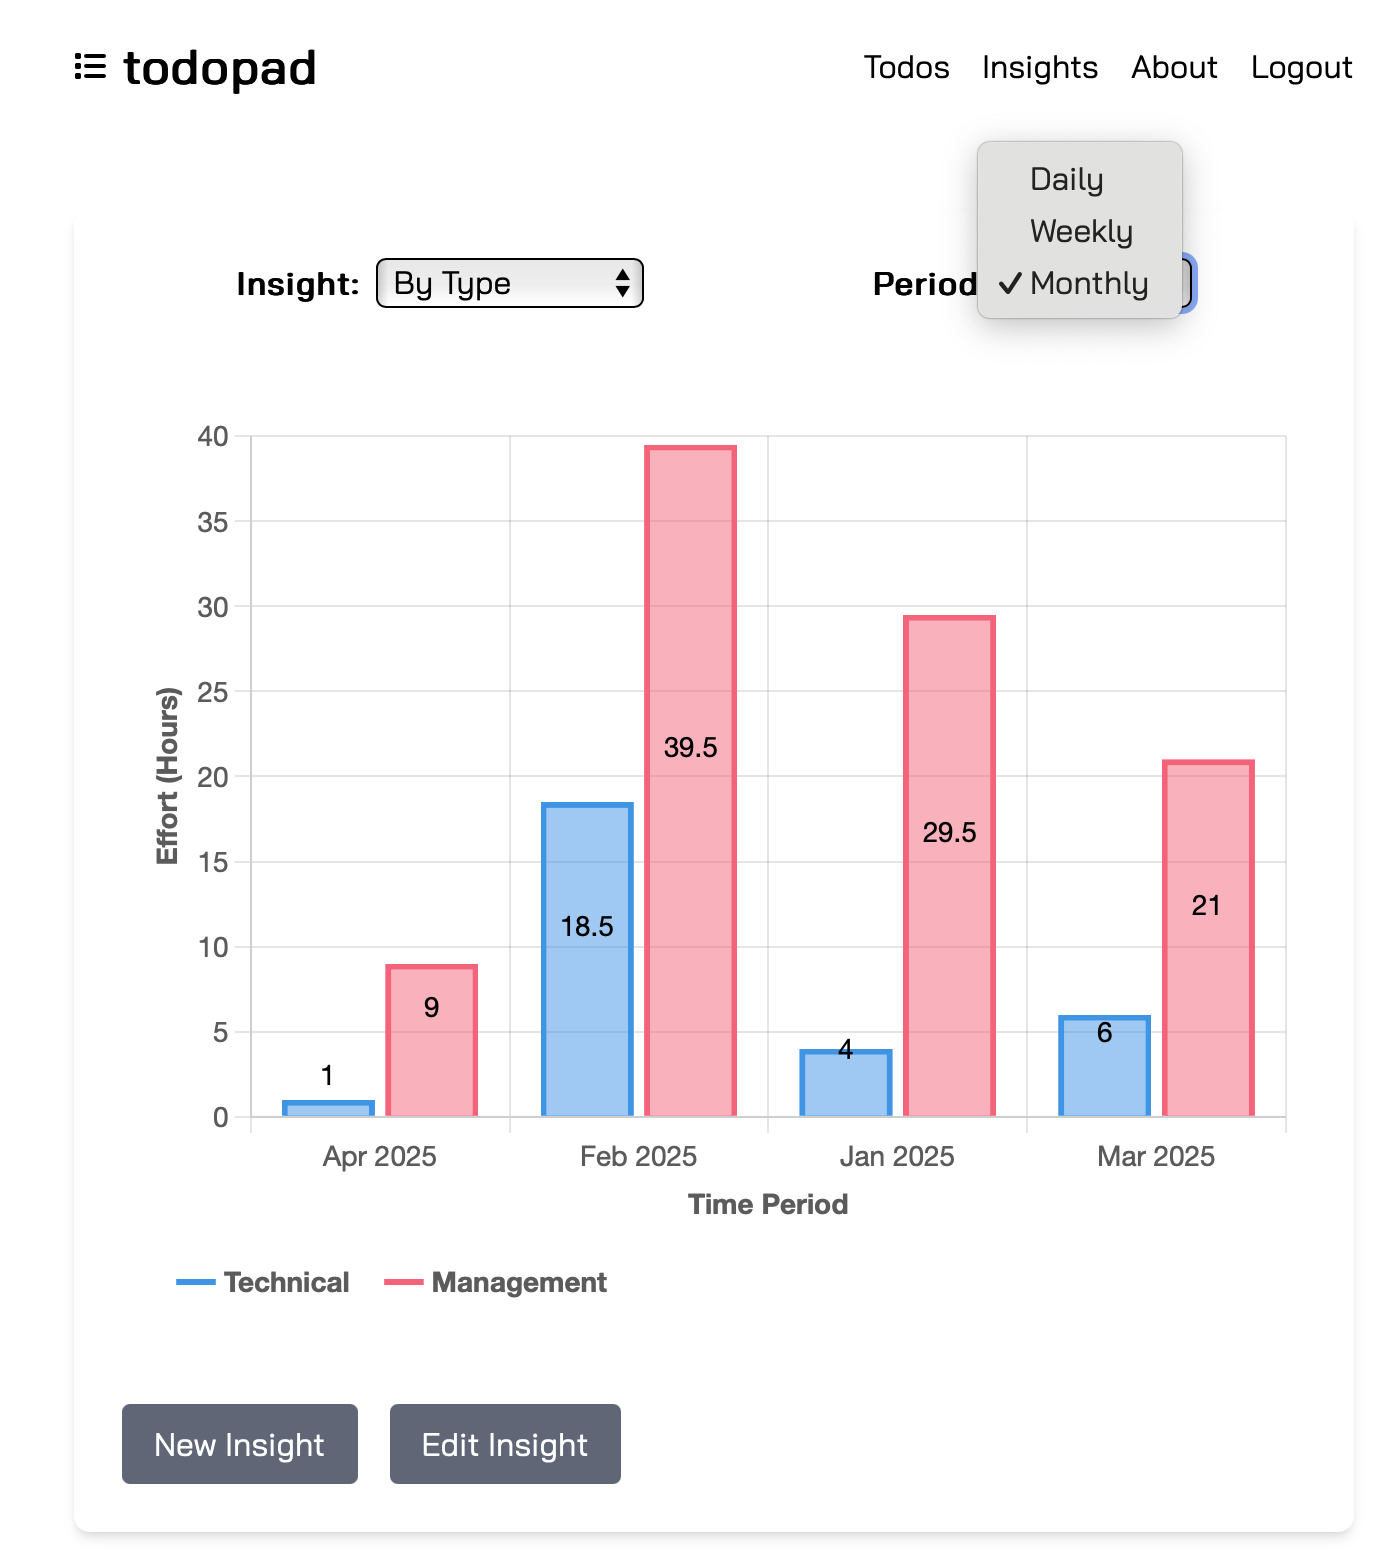 todopad
Todos Insights About Logout
Daily
Weekly
Insight: By Type Period ✓ Monthly
40
35
30
25
20
15
10
5
0
Effort (Hours)
1
9
18.5
39.5
4
29.5
6
21
Apr 2025 Feb 2025 Jan 2025 Mar 2025
Time Period
Technical Management
New Insight Edit Insight